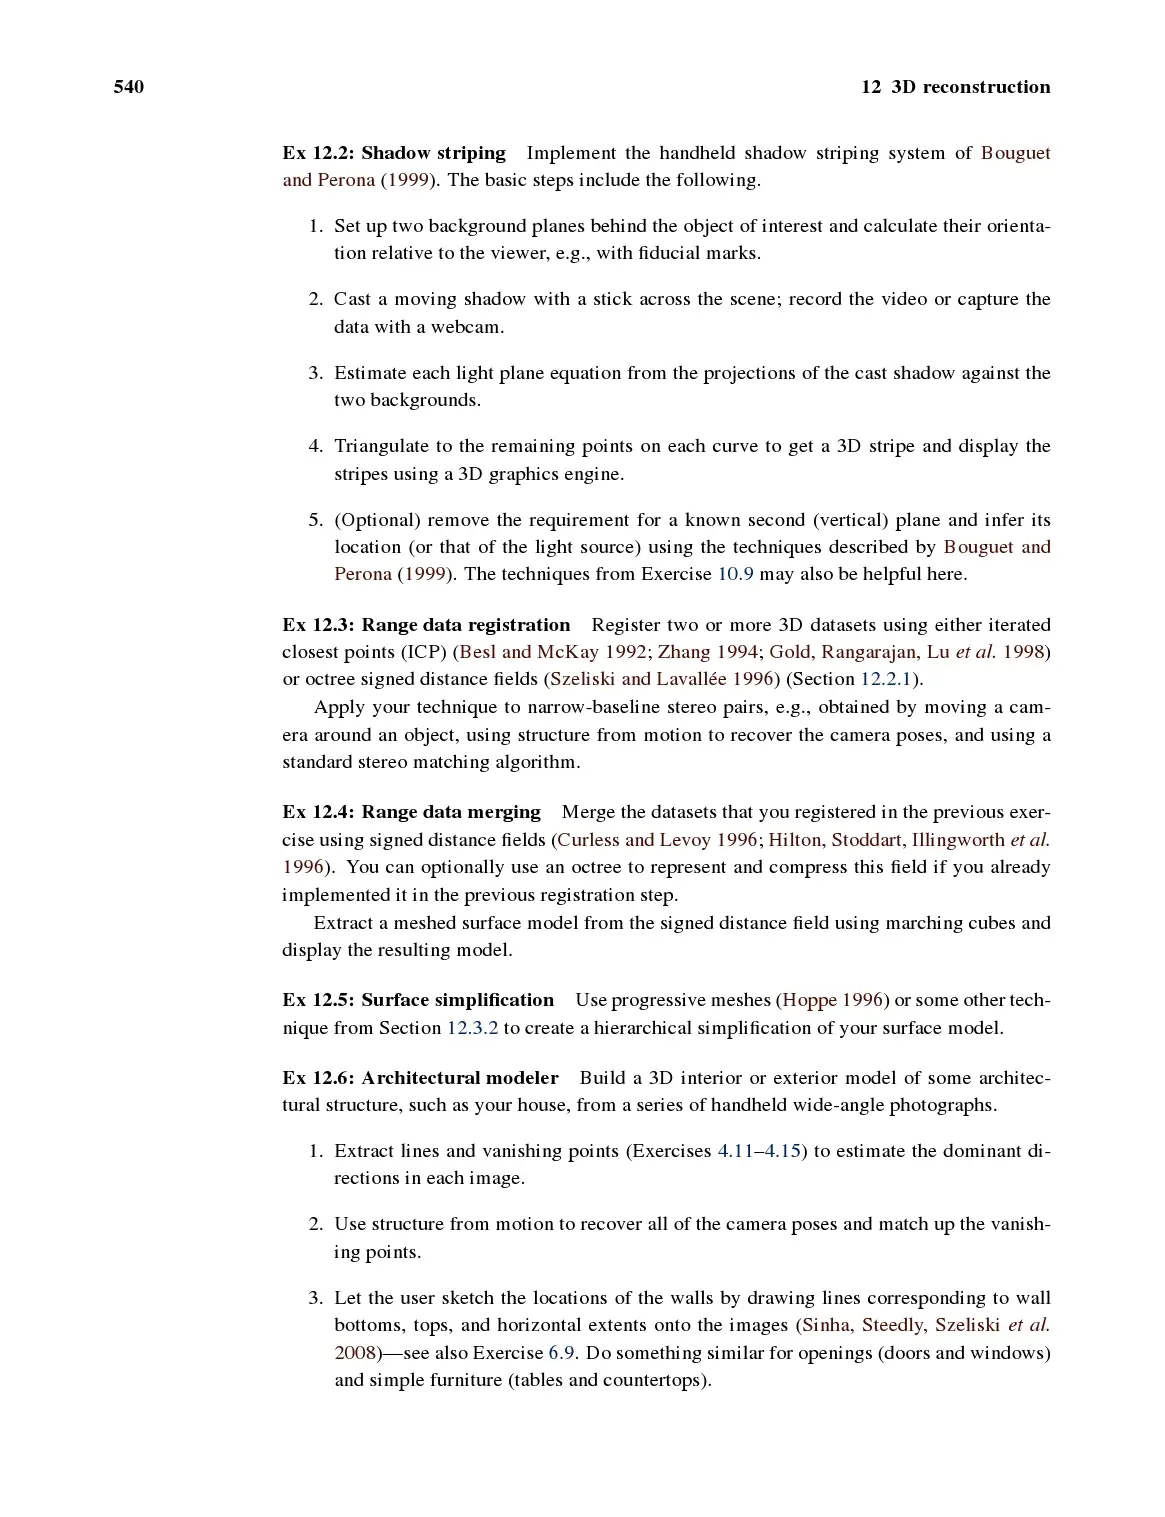 540
12 3D reconstruction
Ex 12.2: Shadow striping Implement the handheld shadow striping system of Bouguet
and Perona (1999). The basic steps include the following.
1. Set up two background planes behind the object of interest and calculate their orienta-
tion relative to the viewer, e.g., with fiducial marks.
2. Cast a moving shadow with a stick across the scene; record the video or capture the
data with a webcam.
3. Estimate each light plane equation from the projections of the cast shadow against the
two backgrounds.
4. Triangulate to the remaining points on each curve to get a 3D stripe and display the
stripes using a 3D graphics engine.
5. (Optional) remove the requirement for a known second (vertical) plane and infer its
location (or that of the light source) using the techniques described by Bouguet and
Perona (1999). The techniques from Exercise 10.9 may also be helpful here.
Ex 12.3: Range data registration Register two or more 3D datasets using either iterated
closest points (ICP) (Besl and McKay 1992; Zhang 1994; Gold, Rangarajan, Lu et al. 1998)
or octree signed distance fields (Szeliski and Lavallée 1996) (Section 12.2.1).
Apply your technique to narrow-baseline stereo pairs, e.g., obtained by moving a cam-
era around an object, using structure from motion to recover the camera poses, and using a
standard stereo matching algorithm.
Ex 12.4: Range data merging Merge the datasets that you registered in the previous exer-
cise using signed distance fields (Curless and Levoy 1996; Hilton, Stoddart, Illingworth et al.
1996). You can optionally use an octree to represent and compress this field if you already
implemented it in the previous registration step.
Extract a meshed surface model from the signed distance field using marching cubes and
display the resulting model.
Ex 12.5: Surface simplification Use progressive meshes (Hoppe 1996) or some other tech-
nique from Section 12.3.2 to create a hierarchical simplification of your surface model.
Ex 12.6: Architectural modeler Build a 3D interior or exterior model of some architec-
tural structure, such as your house, from a series of handheld wide-angle photographs.
1. Extract lines and vanishing points (Exercises 4.11–4.15) to estimate the dominant di-
rections in each image.
2. Use structure from motion to recover all of the camera poses and match up the vanish-
ing points.
3. Let the user sketch the locations of the walls by drawing lines corresponding to wall
bottoms, tops, and horizontal extents onto the images (Sinha, Steedly, Szeliski et al.
2008)—see also Exercise 6.9. Do something similar for openings (doors and windows)
and simple furniture (tables and countertops).